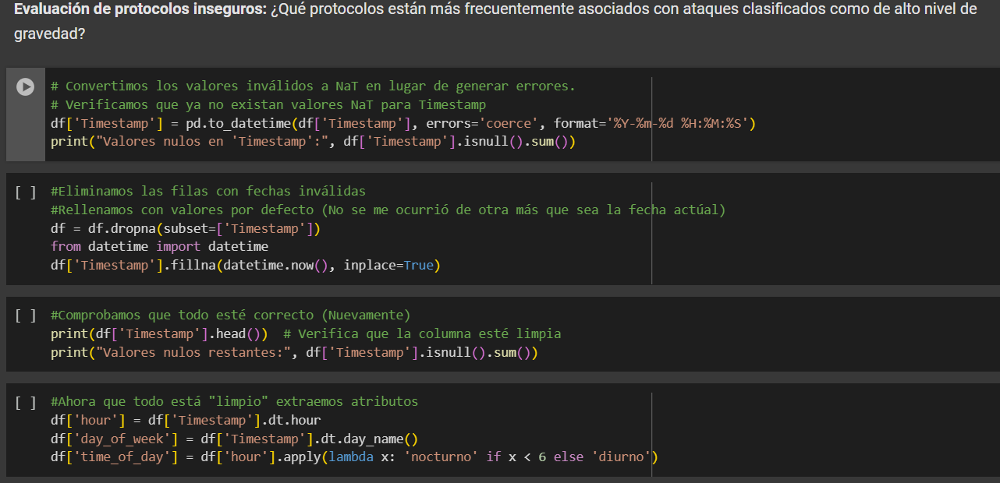 Evaluación de protocolos inseguros: ¿Qué protocolos están más frecuentemente asociados con ataques clasificados como de alto nivel de
gravedad?
# Convertimos los valores inválidos a NaT en lugar de generar errores.
# Verificamos que ya no existan valores NaT para Timestamp
df['Timestamp'] = pd.to_datetime(df['Timestamp'], errors='coerce', format='%Y-%m-%d %H:%M:%S')
print("Valores nulos en 'Timestamp':", df['Timestamp'].isnull().sum())
[ ] #Eliminamos las filas con fechas inválidas
#Rellenamos con valores por defecto (No se me ocurrió de otra más que sea la fecha actúal)
df = df.dropna(subset=['Timestamp'])
from datetime import datetime
df['Timestamp'].fillna(datetime.now(), inplace=True)
[ ] #Comprobamos que todo esté correcto (Nuevamente)
print(df['Timestamp'].head())  # Verifica que la columna esté limpia
print("Valores nulos restantes:", df['Timestamp'].isnull().sum())
[ ] #Ahora que todo está "limpio" extraemos atributos
df['hour'] = df['Timestamp'].dt.hour
df['day_of_week'] = df['Timestamp'].dt.day_name()
df['time_of_day'] = df['hour'].apply(lambda x: 'nocturno' if x < 6 else 'diurno')